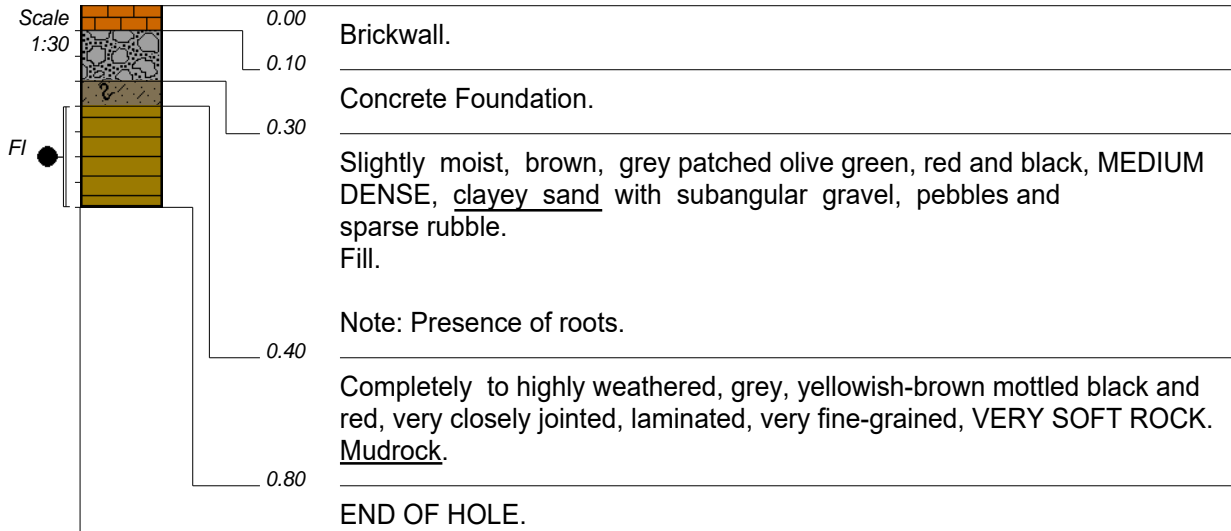 Scale
1:30
0.00
Brickwall.
0.10
Concrete Foundation.
0.30
Slightly moist, brown, grey patched olive green, red and black, MEDIUM
DENSE, clayey sand with subangular gravel, pebbles and
sparse rubble.
Fill.
FI
Note: Presence of roots.
0.40
Completely to highly weathered, grey, yellowish-brown mottled black and
red, very closely jointed, laminated, very fine-grained, VERY SOFT ROCK.
Mudrock.
0.80
END OF HOLE.